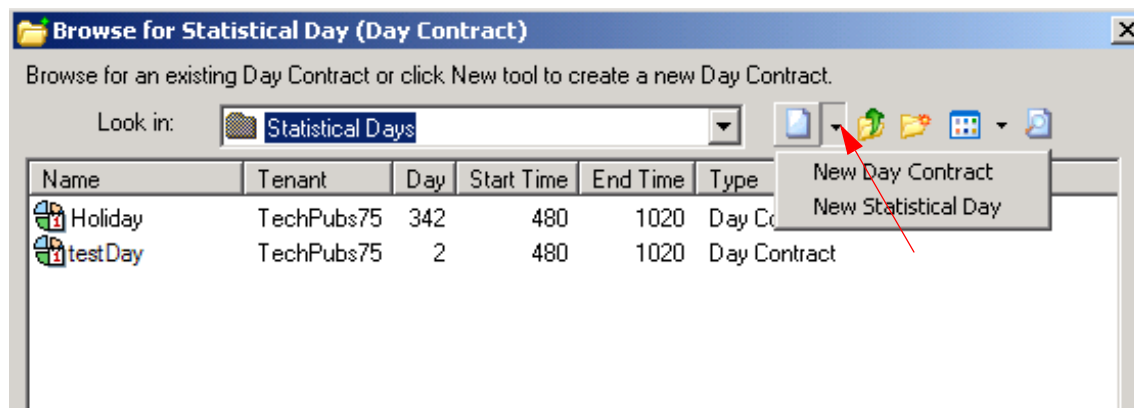 Browse for Statistical Day (Day Contract)
Browse for an existing Day Contract or click New tool to create a new Day Contract.
Look in: Statistical Days
New Day Contract
New Statistical Day
Name Tenant Day Start Time End Time Type
Holiday TechPubs75 342 480 1020 Day Co
testDay TechPubs75 2 480 1020 Day Contract